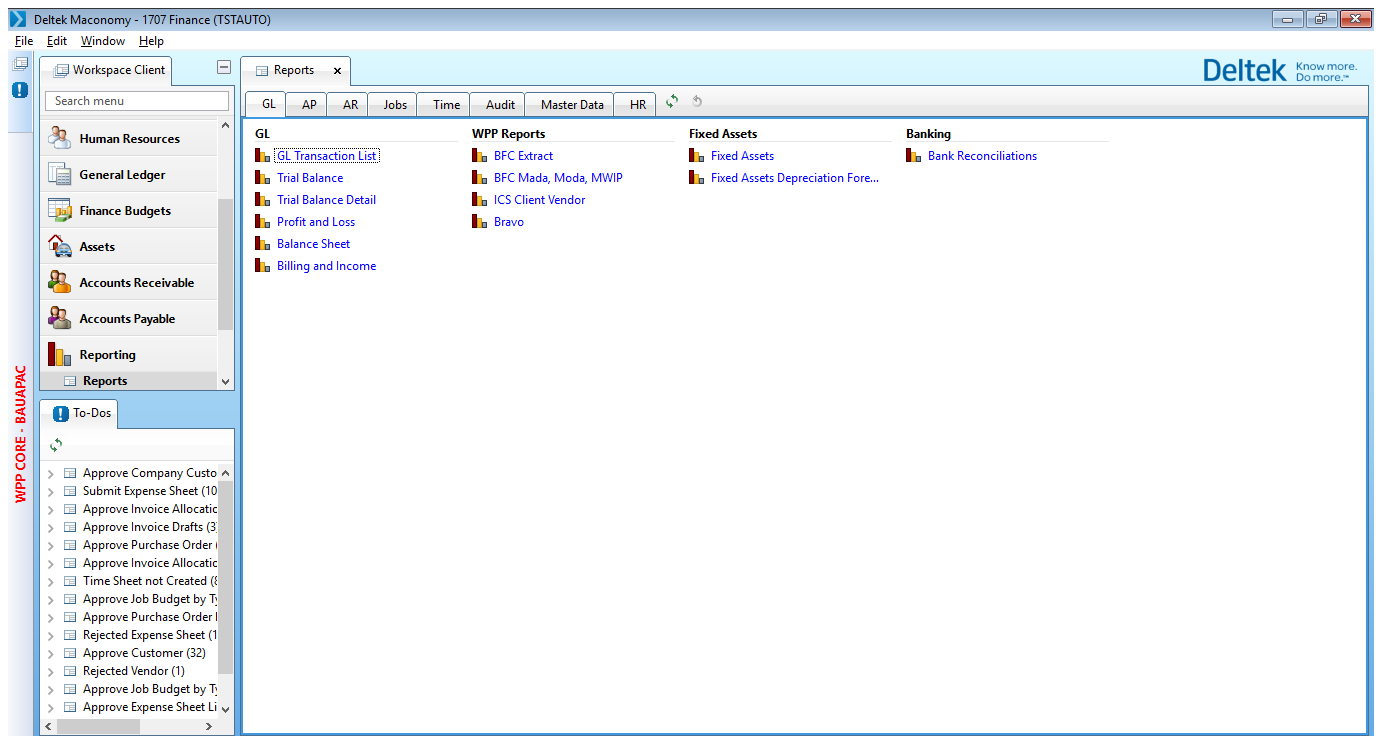 Deltek Maconomy - 1707 Finance (TSTAUTO)
File Edit Window Help
Workspace Client
Reports x
Deltek Know more.
Do more.™
Search menu
GL AP AR Jobs Time Audit Master Data HR
Human Resources
General Ledger
Finance Budgets
Assets
Accounts Receivable
Accounts Payable
Reporting
Reports
GL
GL Transaction List
Trial Balance
Trial Balance Detail
Profit and Loss
Balance Sheet
Billing and Income
WPP Reports
BFC Extract
BFC Mada, Moda, MWIP
ICS Client Vendor
Bravo
Fixed Assets
Fixed Assets
Fixed Assets Depreciation Fore...
Banking
Bank Reconciliations
WPP CORE - BAUAPAC
To-Dos
Approve Company Custo
Submit Expense Sheet (10
Approve Invoice Allocatic
Approve Invoice Drafts (3
Approve Purchase Order (
Approve Invoice Allocatic
Time Sheet not Created (8
Approve Job Budget by Ty
Approve Purchase Order
Rejected Expense Sheet (1
Approve Customer (32)
Rejected Vendor (1)
Approve Job Budget by Ty
Approve Expense Sheet Li